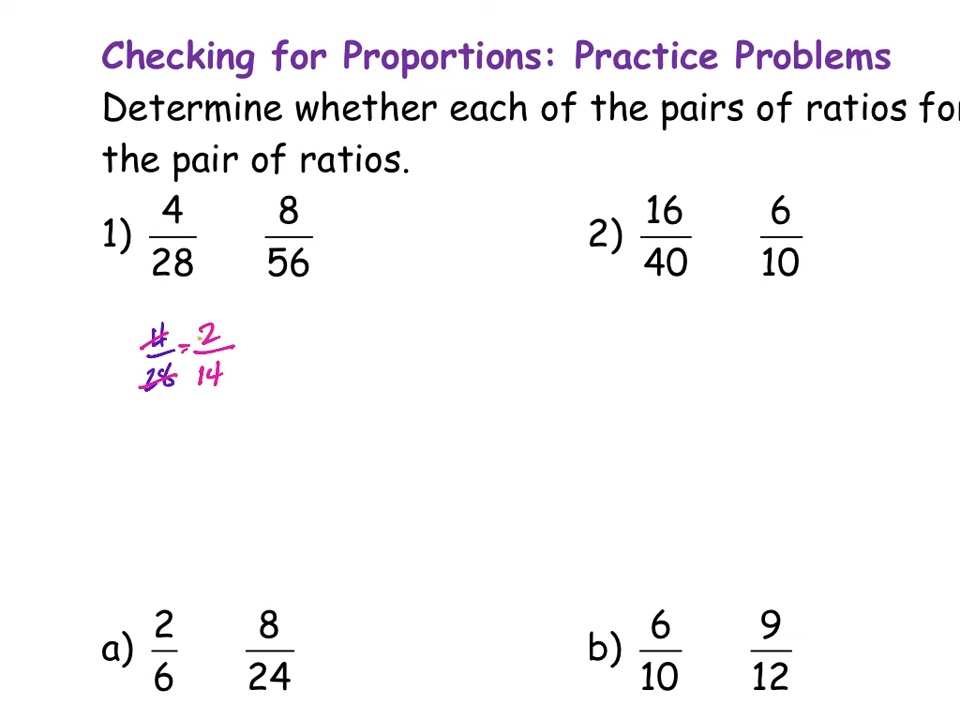 Checking for Proportions: Practice Problems
Determine whether each of the pairs of ratios for
the pair of ratios.
1) 4/28 8/56
2) 16/40 6/10
4/28 = 2/14
a) 2/6 8/24
b) 6/10 9/12